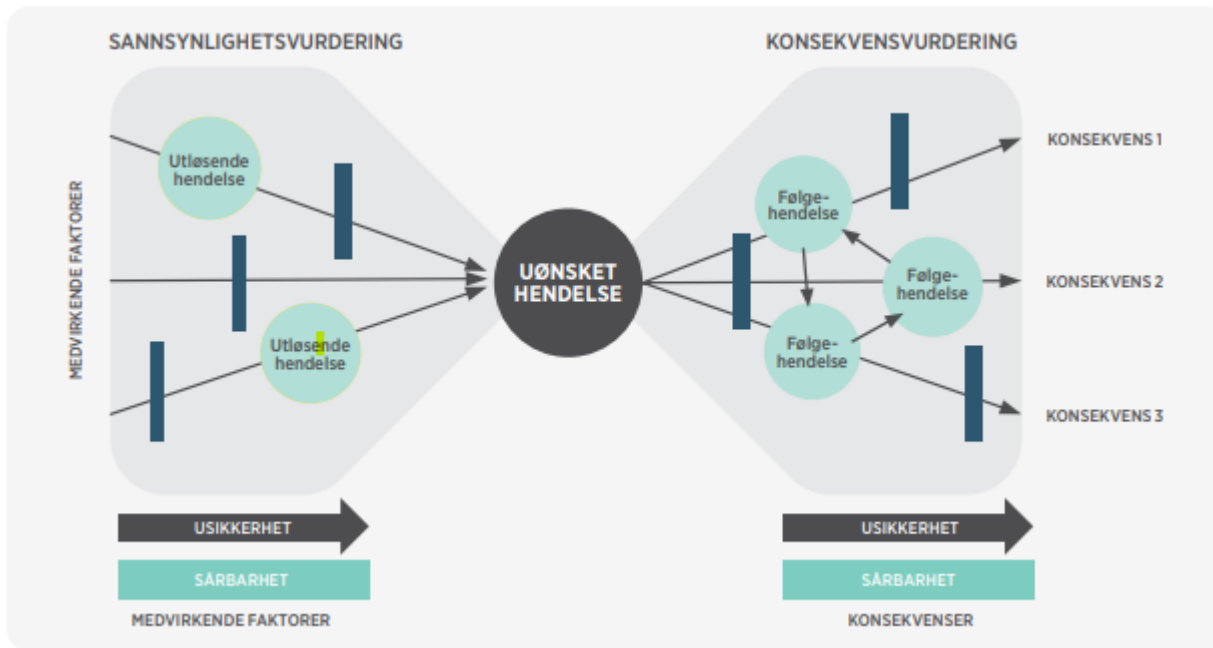 SANNSYNLIGHETSVURDERING
KONSEKVENSVURDERING
MEDVIRKENDE FAKTORER
Utløsende
hendelse
Utløsende
hendelse
UØNSKET
HENDELSE
Følge-
hendelse
Følge-
hendelse
Følge-
hendelse
KONSEKVENS 1
KONSEKVENS 2
KONSEKVENS 3
USIKKERHET
SÅRBARHET
MEDVIRKENDE FAKTORER
USIKKERHET
SÅRBARHET
KONSEKVENSER